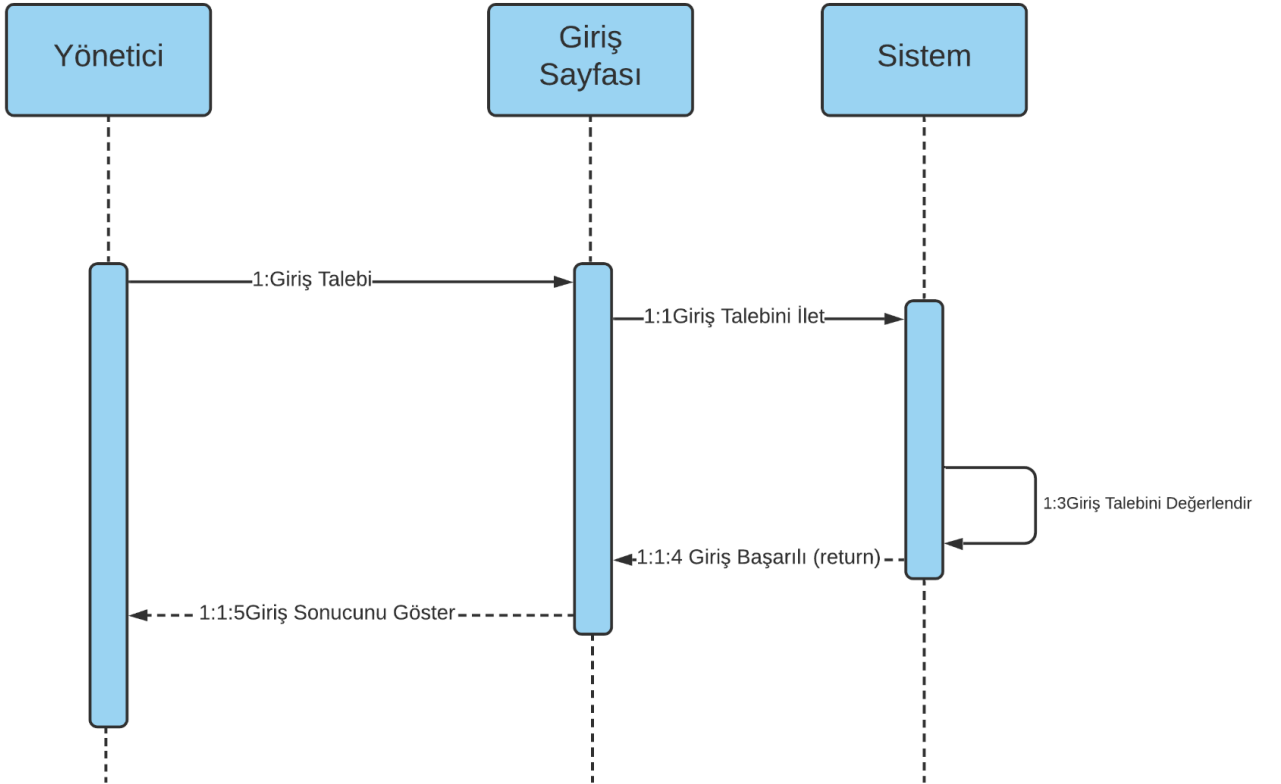 Yönetici
Giriş
Sayfası
Sistem
1:Giriş Talebi
1:1Giriş Talebini İlet
1:3Giriş Talebini Değerlendir
1:1:4 Giriş Başarılı (return)
1:1:5Giriş Sonucunu Göster